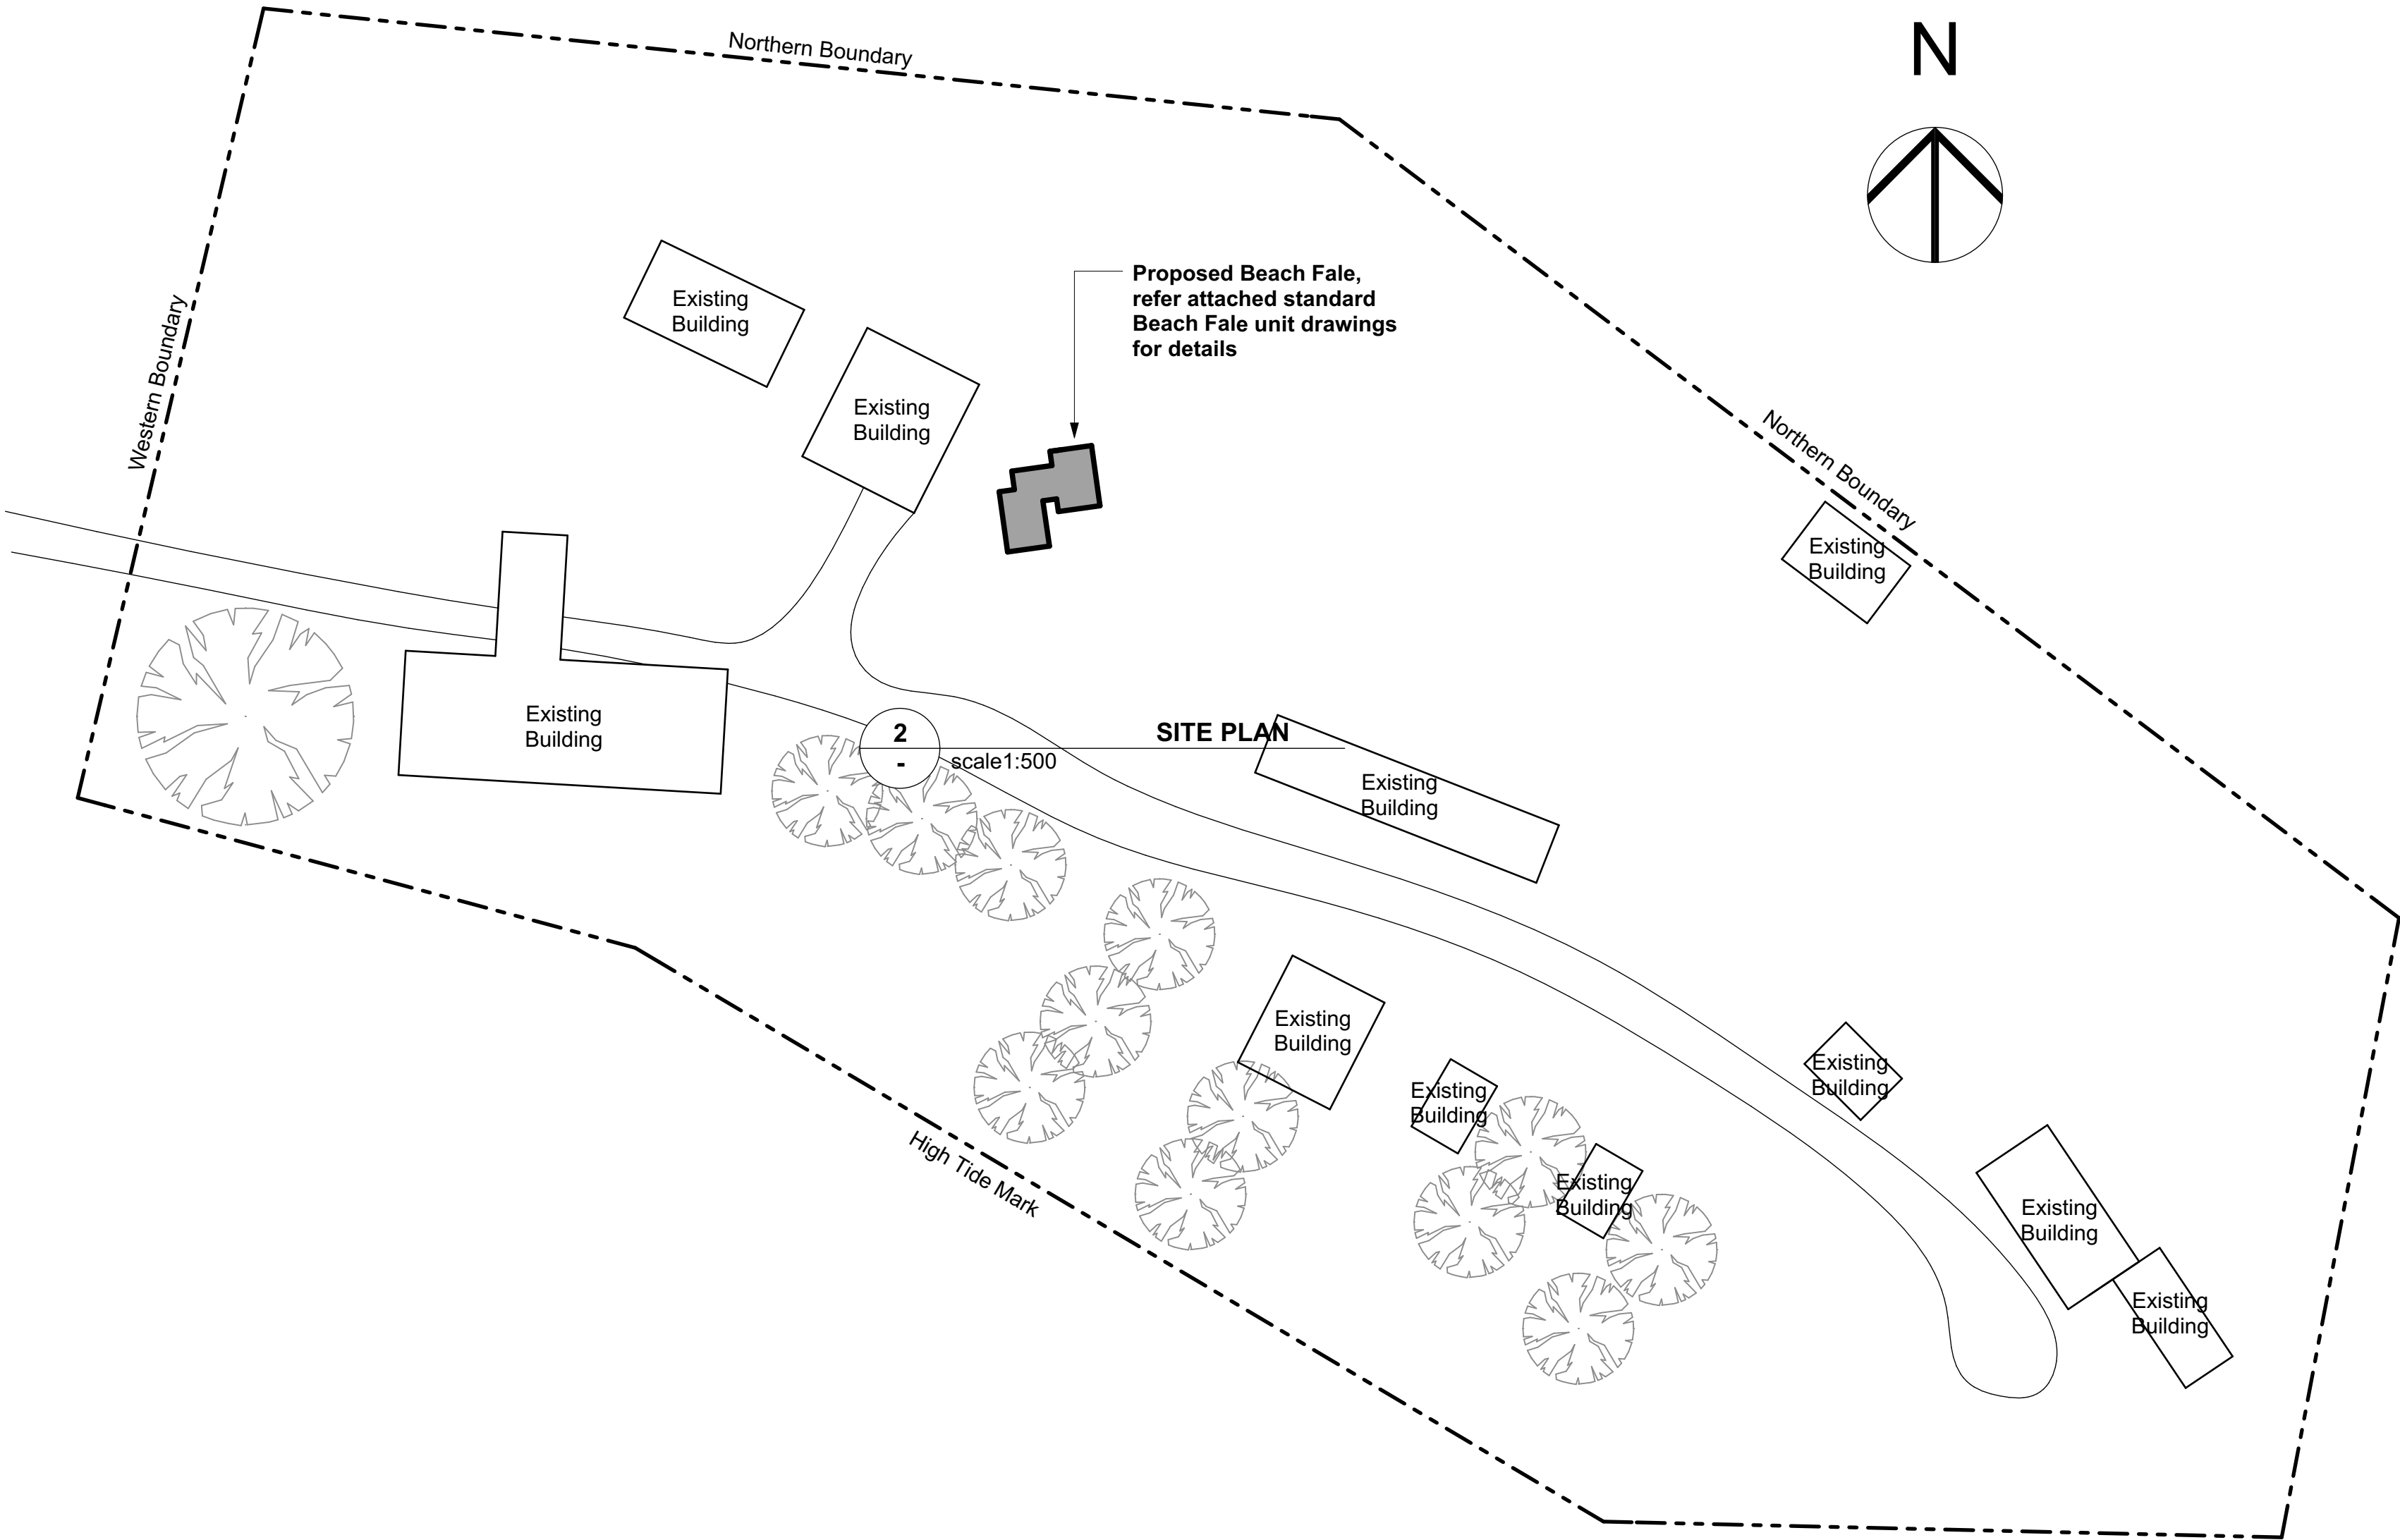 Northern Boundary
N
Proposed Beach Fale,
refer attached standard
Beach Fale unit drawings
for details
Existing
Building
Western Boundary
Existing
Building
Northern Boundary
Existing
Building
Existing
Building
2
-
SITE PLAN
scale1:500
Existing
Building
Existing
Building
Existing
Building
Existing
Building
Existing
Building
High Tide Mark
Existing
Building
Existing
Building